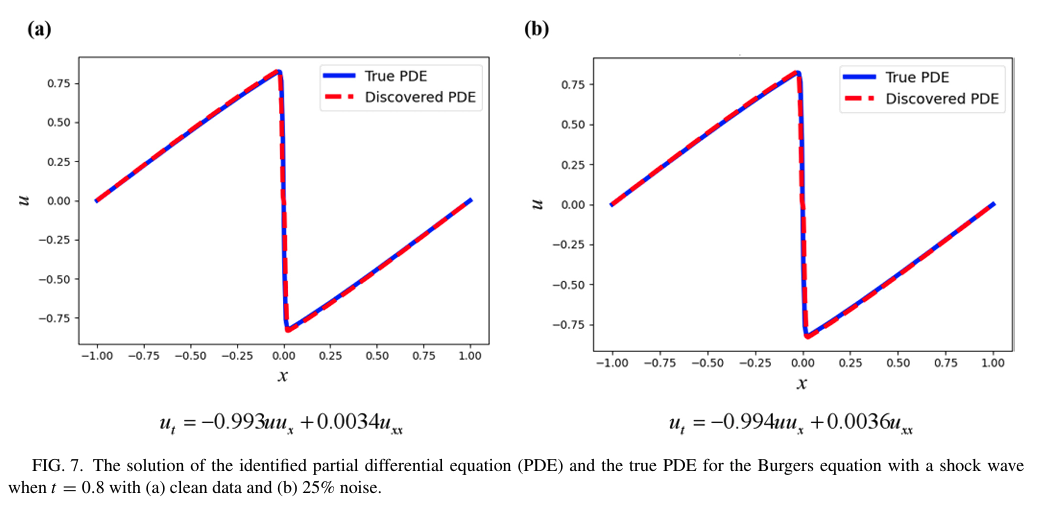 (a)
(b)
True PDE
Discovered PDE
0.75
0.50
0.25
0.00
−0.25
−0.50
−0.75
u
−1.00 −0.75 −0.50 −0.25 0.00 0.25 0.50 0.75 1.00
x
True PDE
Discovered PDE
0.75
0.50
0.25
0.00
−0.25
−0.50
−0.75
u
−1.00 −0.75 −0.50 −0.25 0.00 0.25 0.50 0.75 1.00
x
u_t = −0.993uu_x + 0.0034u_xx
u_t = −0.994uu_x + 0.0036u_xx
FIG. 7. The solution of the identified partial differential equation (PDE) and the true PDE for the Burgers equation with a shock wave
when t = 0.8 with (a) clean data and (b) 25% noise.